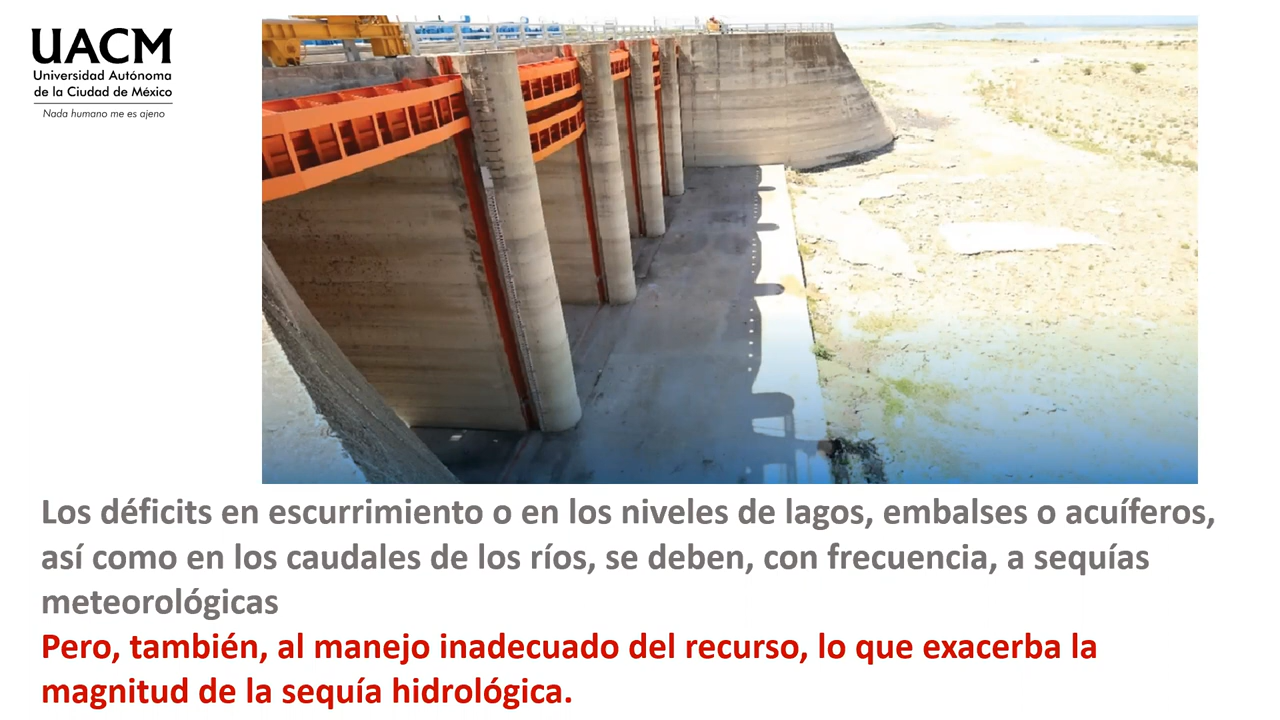 UACM
Universidad Autónoma
de la Ciudad de México
Nada humano me es ajeno
Los déficits en escurrimiento o en los niveles de lagos, embalses o acuíferos,
así como en los caudales de los ríos, se deben, con frecuencia, a sequías
meteorológicas
Pero, también, al manejo inadecuado del recurso, lo que exacerba la
magnitud de la sequía hidrológica.